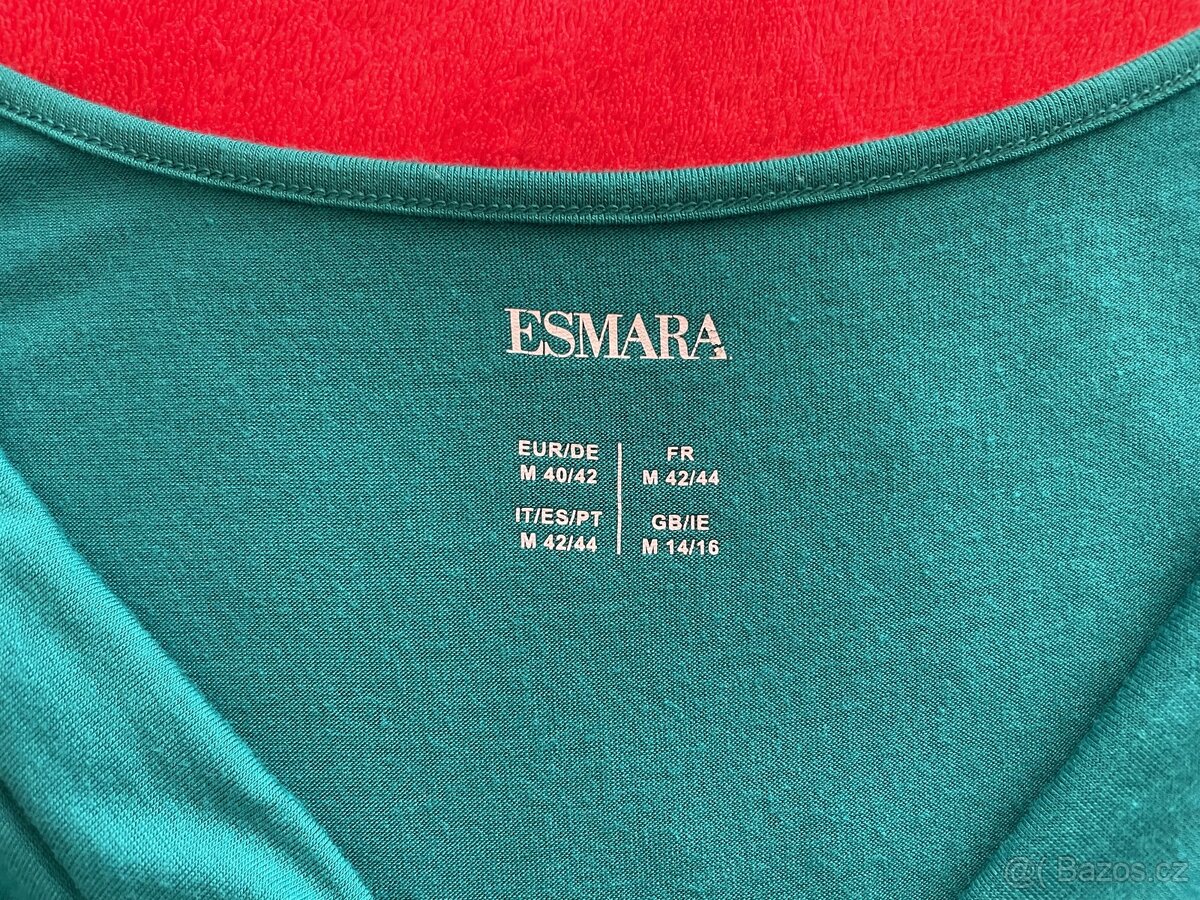 ESMARA
EUR/DE
M 40/42
FR
M 42/44
IT/ES/PT
M 42/44
GB/IE
M 14/16
Bazos.cz